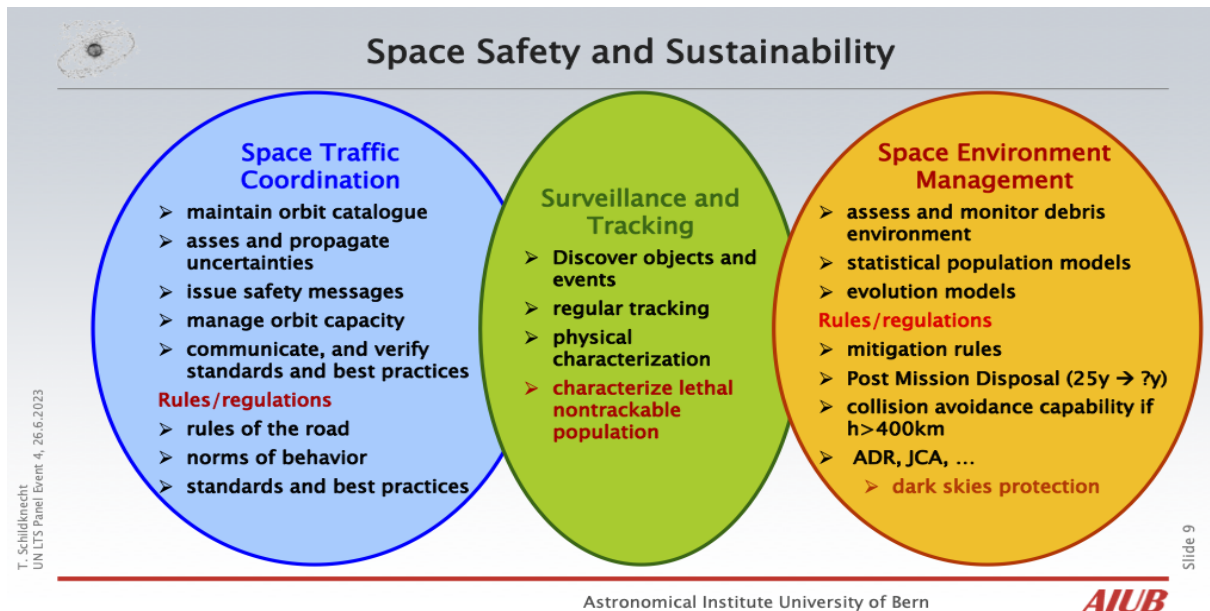 Space Safety and Sustainability
Space Traffic
Coordination
➢ maintain orbit catalogue
➢ asses and propagate
uncertainties
➢ issue safety messages
➢ manage orbit capacity
➢ communicate, and verify
standards and best practices
Rules/regulations
➢ rules of the road
➢ norms of behavior
➢ standards and best practices
Surveillance and
Tracking
➢ Discover objects and
events
➢ regular tracking
➢ physical
characterization
➢ characterize lethal
nontrackable
population
Space Environment
Management
➢ assess and monitor debris
environment
➢ statistical population models
➢ evolution models
Rules/regulations
➢ mitigation rules
➢ Post Mission Disposal (25y → ?y)
➢ collision avoidance capability if
h>400km
➢ ADR, JCA, …
➢ dark skies protection
T. Schildknecht
UN LTS Panel Event 4, 26.6.2023
Slide 9
Astronomical Institute University of Bern
AIUB